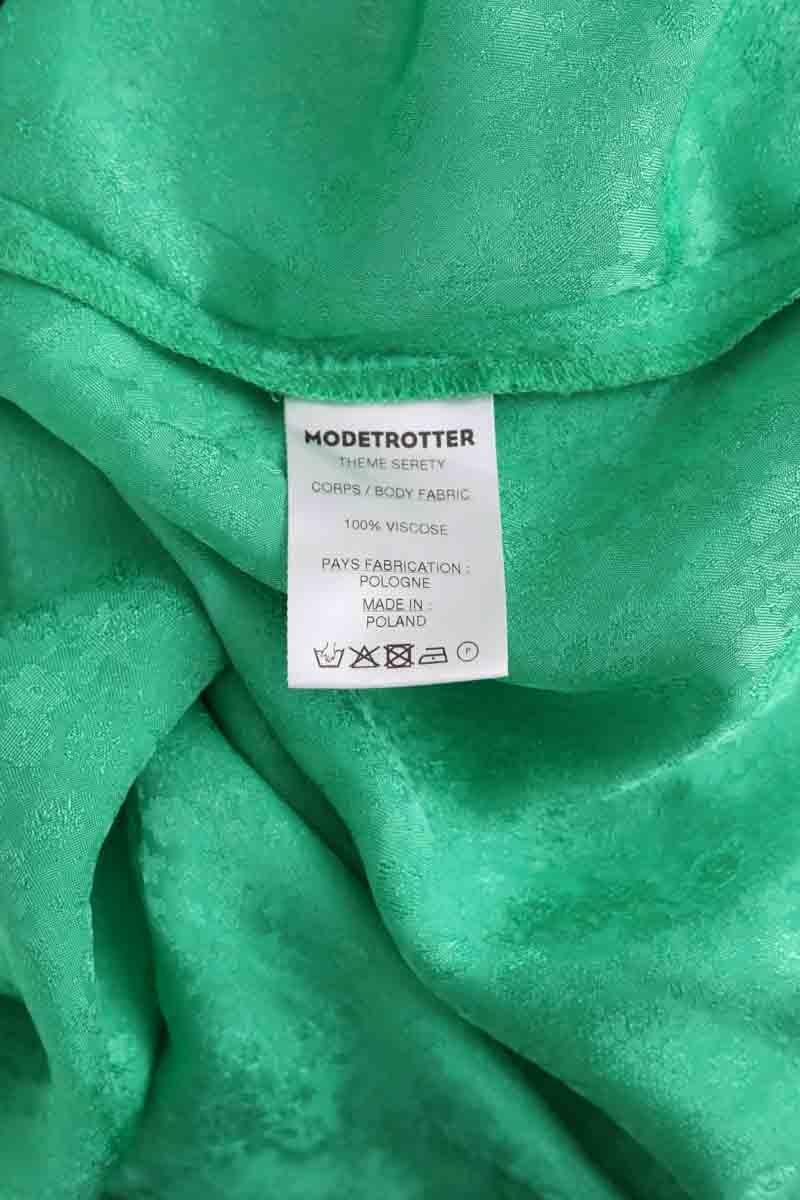 MODETROTTER
THEME SERETY
CORPS / BODY FABRIC
100% VISCOSE
PAYS FABRICATION :
POLOGNE
MADE IN :
POLAND
P